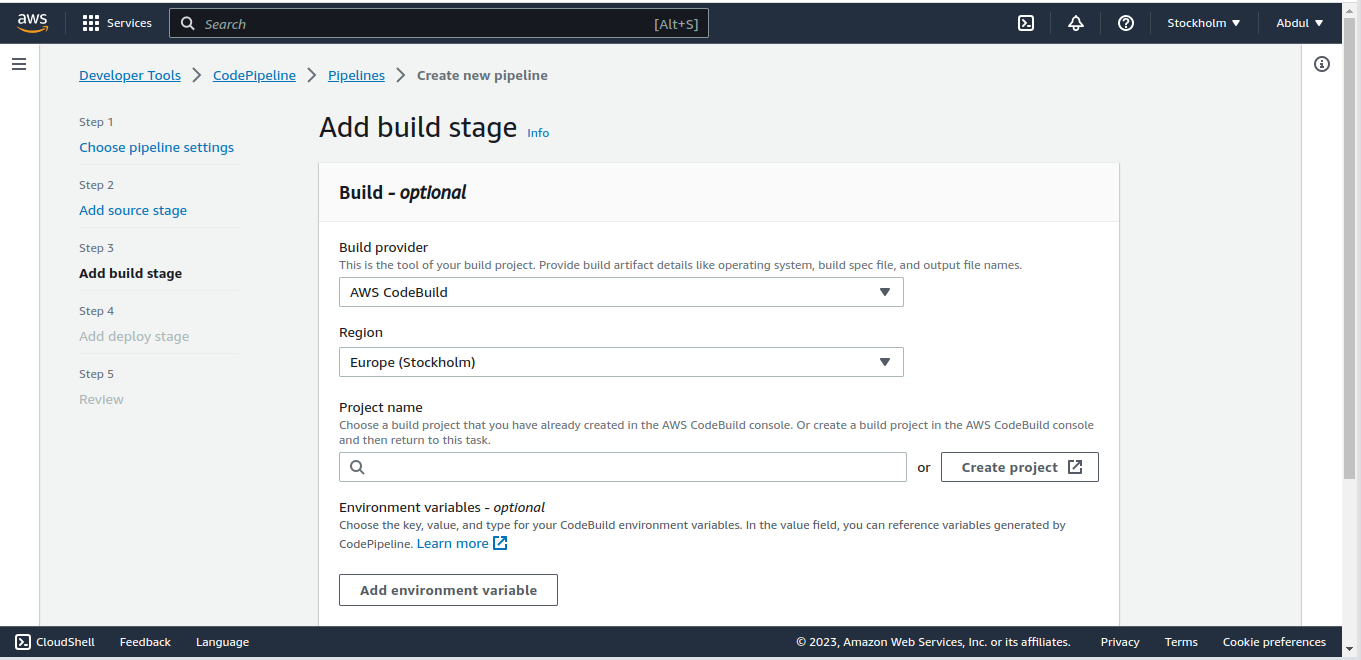 aws Services Search [Alt+S] Stockholm Abdul
Developer Tools CodePipeline Pipelines Create new pipeline
Step 1
Choose pipeline settings
Step 2
Add source stage
Step 3
Add build stage
Step 4
Add deploy stage
Step 5
Review
Add build stage Info
Build - optional
Build provider
This is the tool of your build project. Provide build artifact details like operating system, build spec file, and output file names.
AWS CodeBuild
Region
Europe (Stockholm)
Project name
Choose a build project that you have already created in the AWS CodeBuild console. Or create a build project in the AWS CodeBuild console
and then return to this task.
or Create project
Environment variables - optional
Choose the key, value, and type for your CodeBuild environment variables. In the value field, you can reference variables generated by
CodePipeline. Learn more
Add environment variable
CloudShell Feedback Language © 2023, Amazon Web Services, Inc. or its affiliates. Privacy Terms Cookie preferences